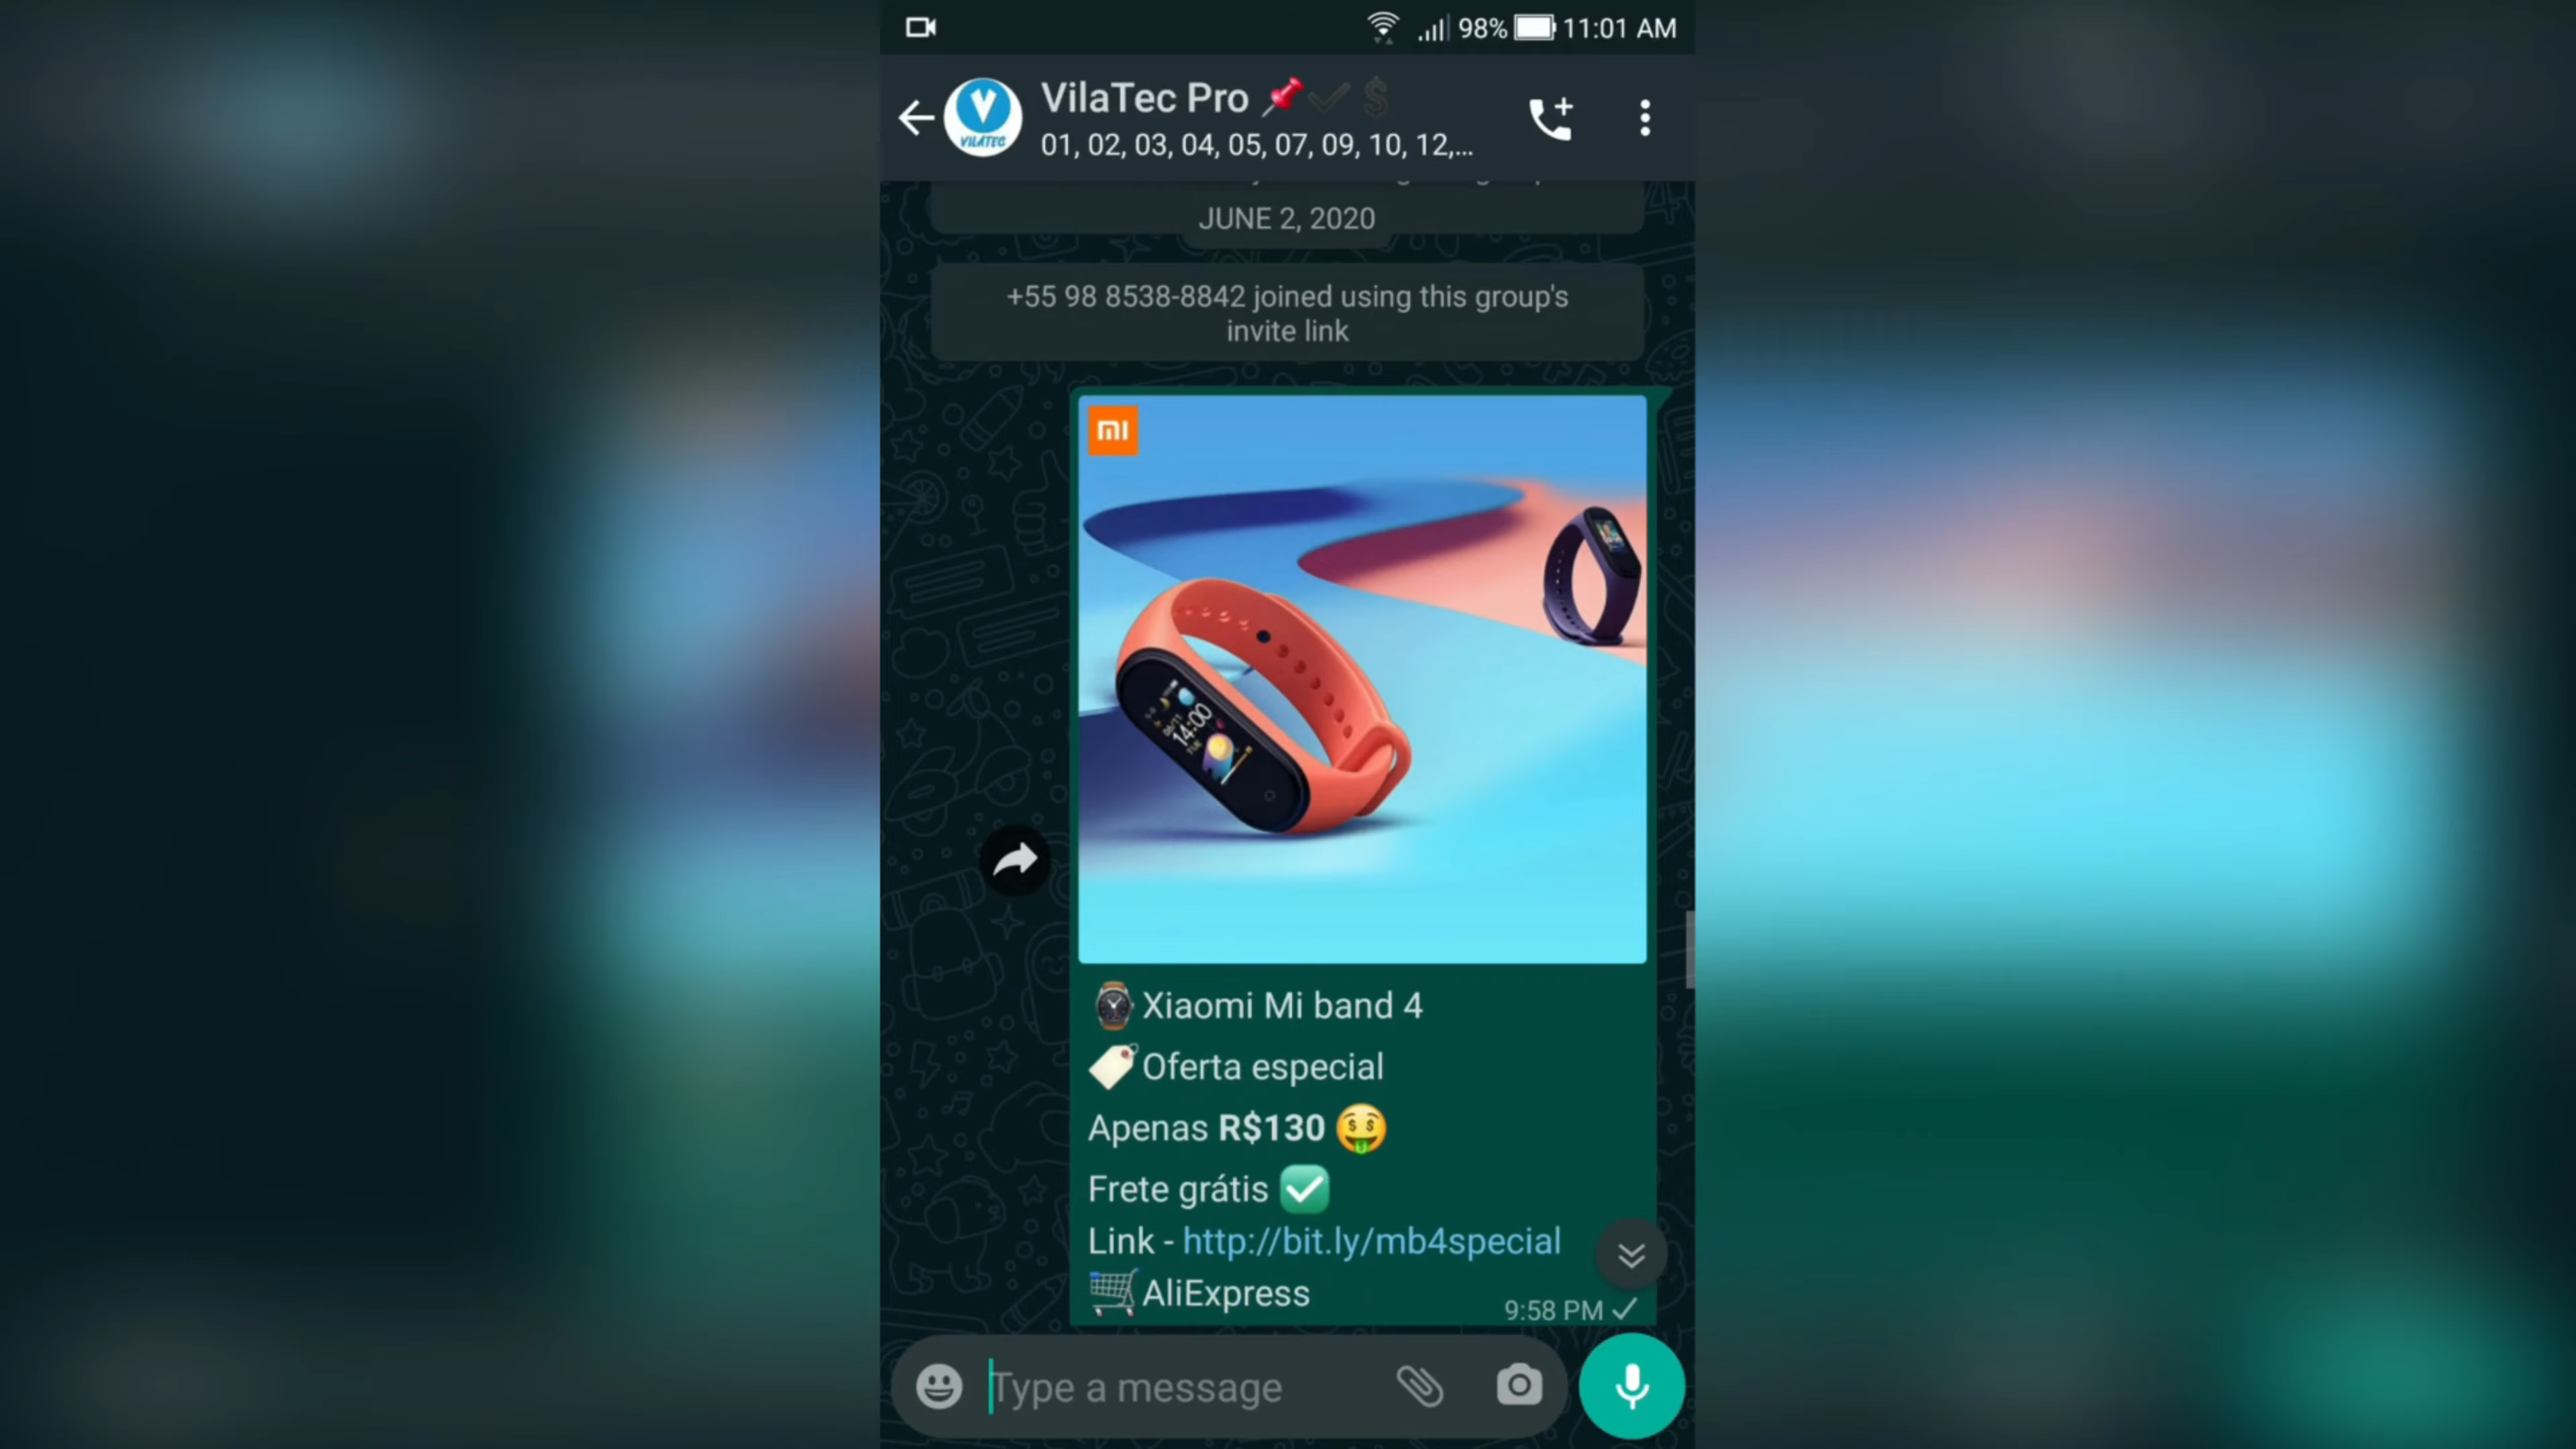 98% 11:01 AM
VilaTec Pro 📌✔️💲
VILATEC
01, 02, 03, 04, 05, 07, 09, 10, 12,...
JUNE 2, 2020
+55 98 8538-8842 joined using this group's
invite link
mi
14:00
⌚Xiaomi Mi band 4
🏷️Oferta especial
Apenas R$130 🤑
Frete grátis ✅
Link - http://bit.ly/mb4special
🛒AliExpress
9:58 PM ✓
Type a message